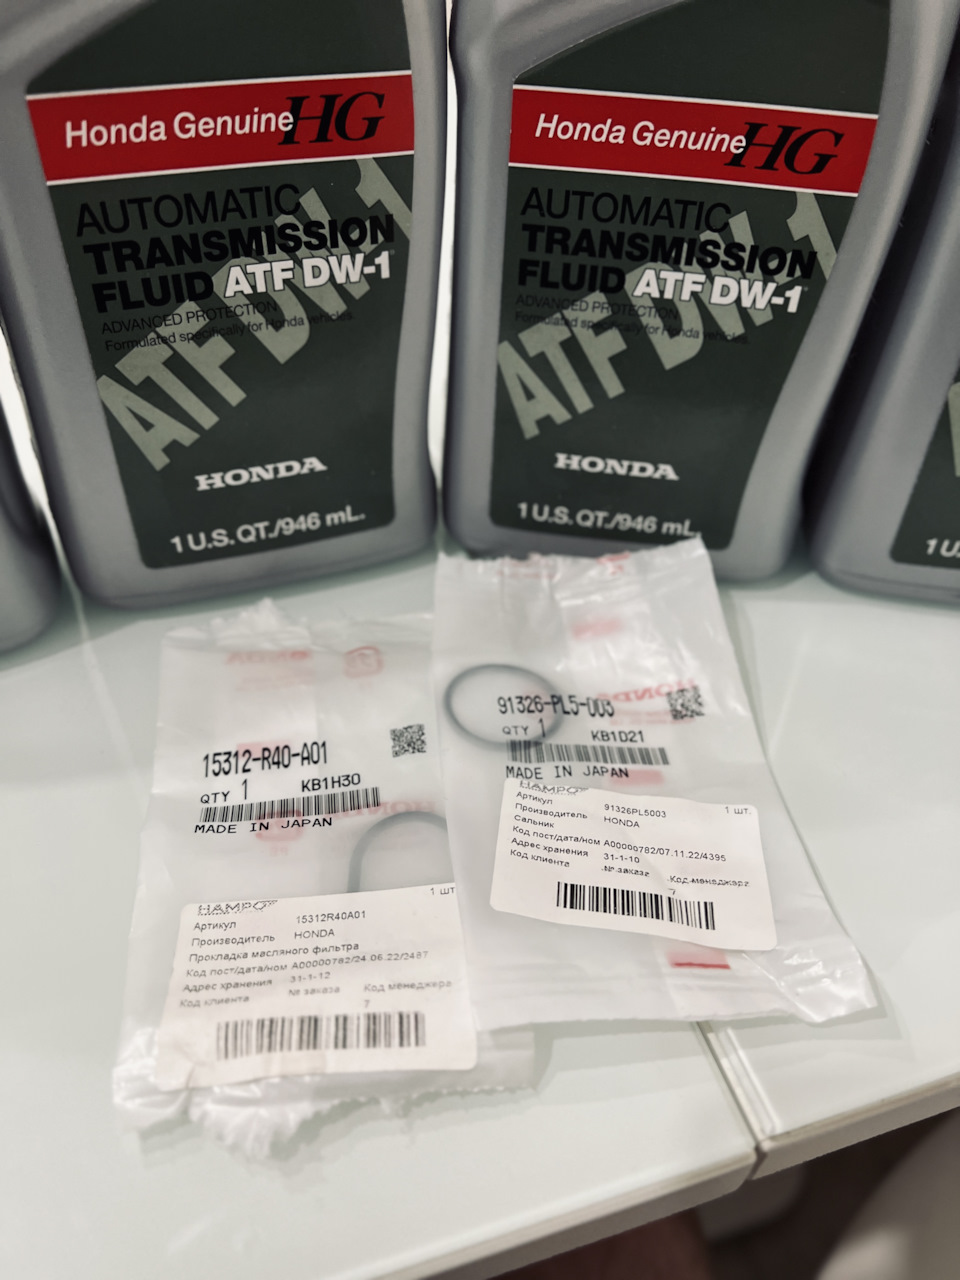 Honda Genuine HG
AUTOMATIC
TRANSMISSION
FLUID ATF DW-1
ADVANCED PROTECTION
Formulated specifically for Honda vehicles.
ATF DW-1
HONDA
1 U.S. QT./946 mL.
Honda Genuine HG
AUTOMATIC
TRANSMISSION
FLUID ATF DW-1
ADVANCED PROTECTION
Formulated specifically for Honda vehicles.
ATF DW-1
HONDA
1 U.S. QT./946 mL.
1 U.S
91326-PL5-003
QTY 1 KB1D21
MADE IN JAPAN
HONDA
НАМРО
Артикул 91326PL5003 1 шт.
Производитель HONDA
Сальник
Код пост/дата/ном A00000782/07.11.22/4395
Адрес хранения 31-1-10
Код клиента № заказа Код менеджера
7
HONDA
15312-R40-A01
QTY 1 KB1H30
MADE IN JAPAN
НАМРО
1 шт
Артикул 15312R40A01
Производитель HONDA
Прокладка масляного фильтра
Код пост/дата/ном A00000782/24.06.22/2487
Адрес хранения 31-1-12
Код клиента № заказа Код менеджера
7